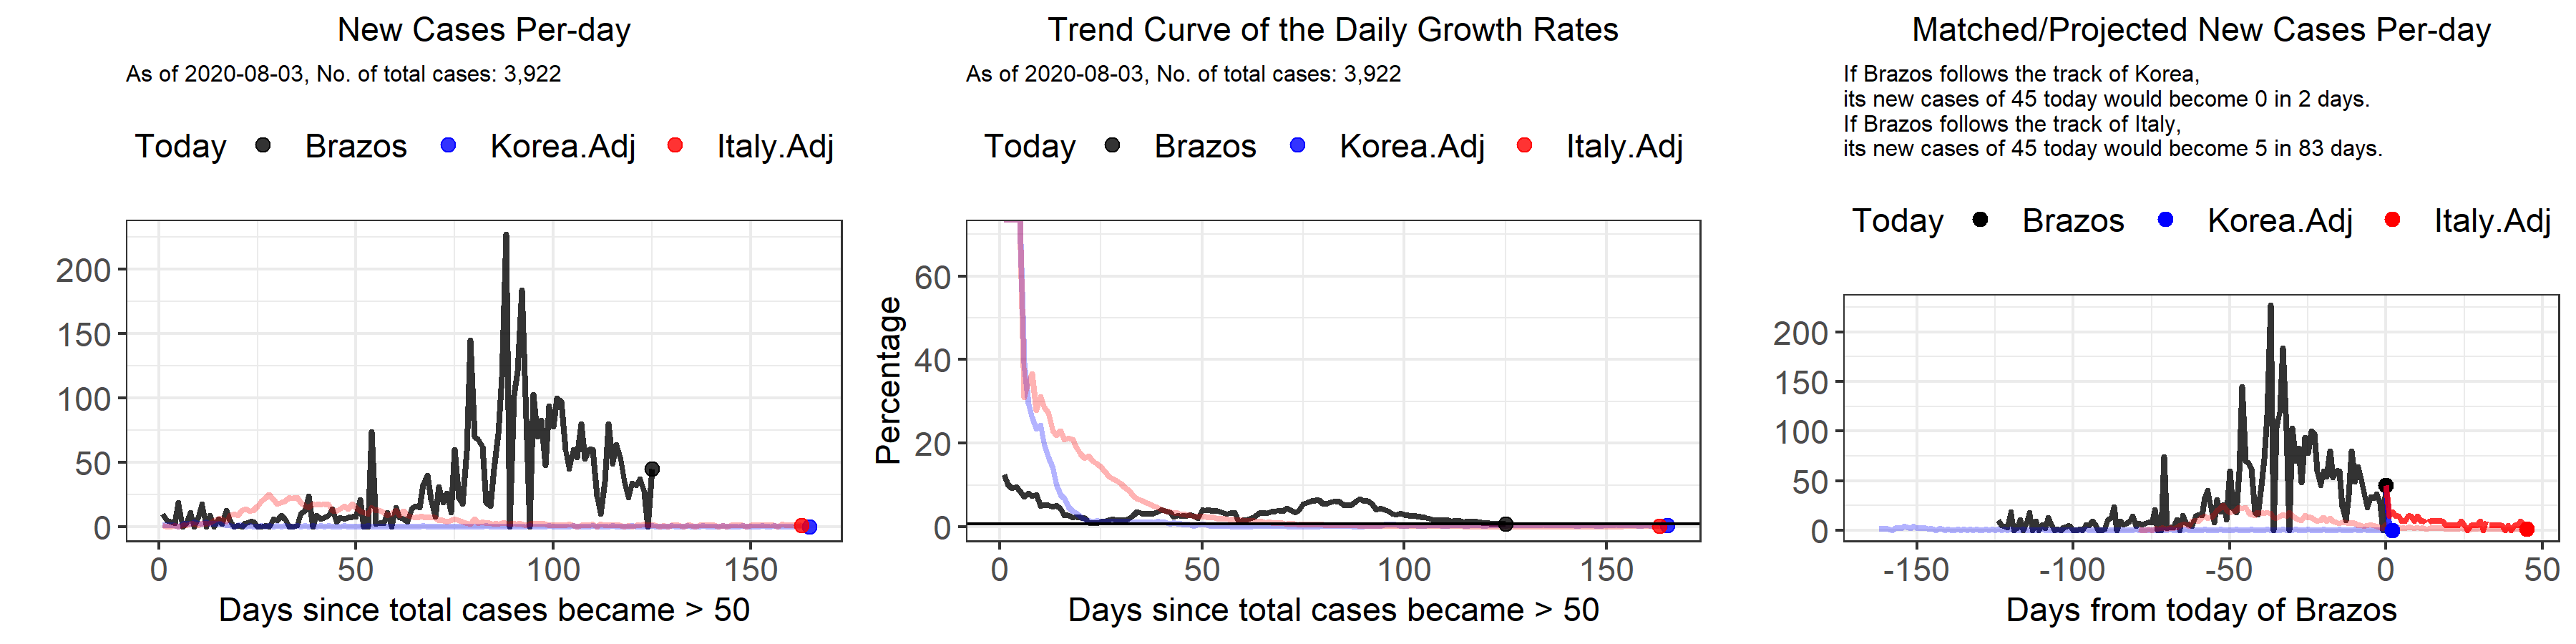 New Cases Per-day
As of 2020-08-03, No. of total cases: 3,922
Today Brazos Korea.Adj Italy.Adj
200
150
100
50
0
0 50 100 150
Days since total cases became > 50
Trend Curve of the Daily Growth Rates
As of 2020-08-03, No. of total cases: 3,922
Today Brazos Korea.Adj Italy.Adj
Percentage
60
40
20
0
0 50 100 150
Days since total cases became > 50
Matched/Projected New Cases Per-day
If Brazos follows the track of Korea,
its new cases of 45 today would become 0 in 2 days.
If Brazos follows the track of Italy,
its new cases of 45 today would become 5 in 83 days.
Today Brazos Korea.Adj Italy.Adj
200
150
100
50
0
-150 -100 -50 0 50
Days from today of Brazos